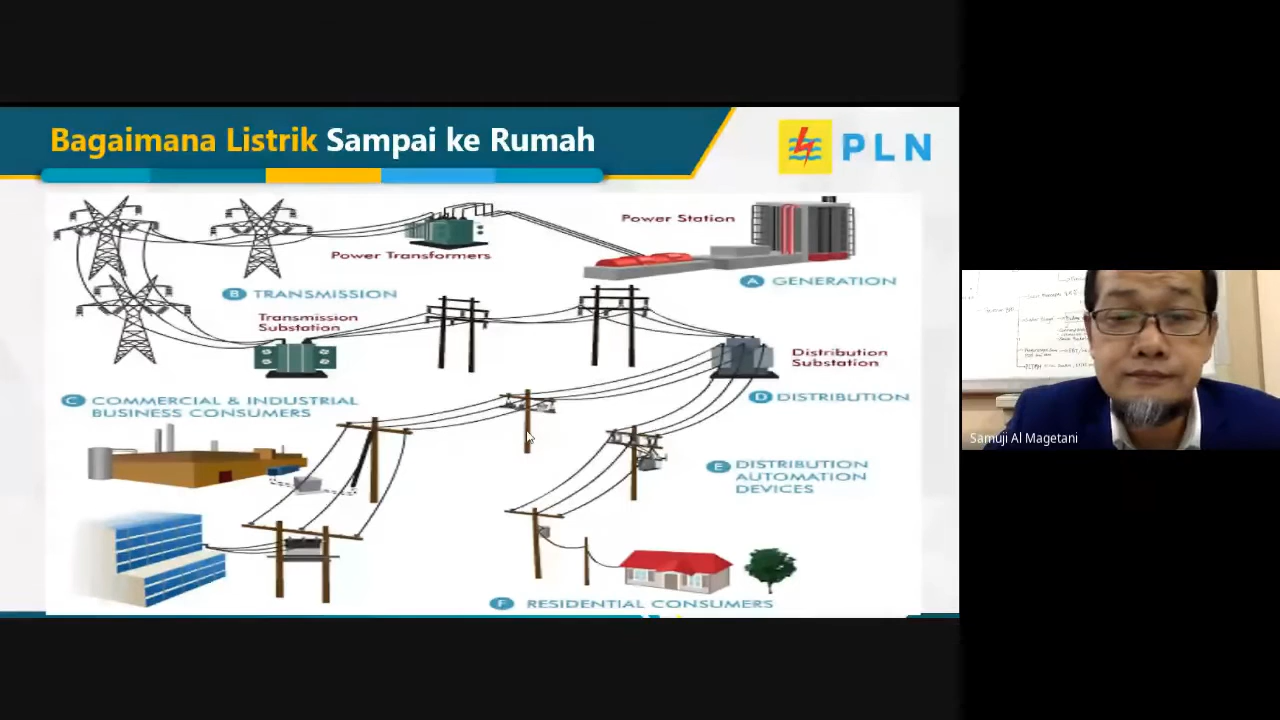 Bagaimana Listrik Sampai ke Rumah
PLN
Power Station
Power Transformers
A GENERATION
B TRANSMISSION
Transmission
Substation
Distribution
Substation
C COMMERCIAL & INDUSTRIAL
BUSINESS CONSUMERS
D DISTRIBUTION
E DISTRIBUTION
AUTOMATION
DEVICES
F RESIDENTIAL CONSUMERS
Samuji Al Magetani